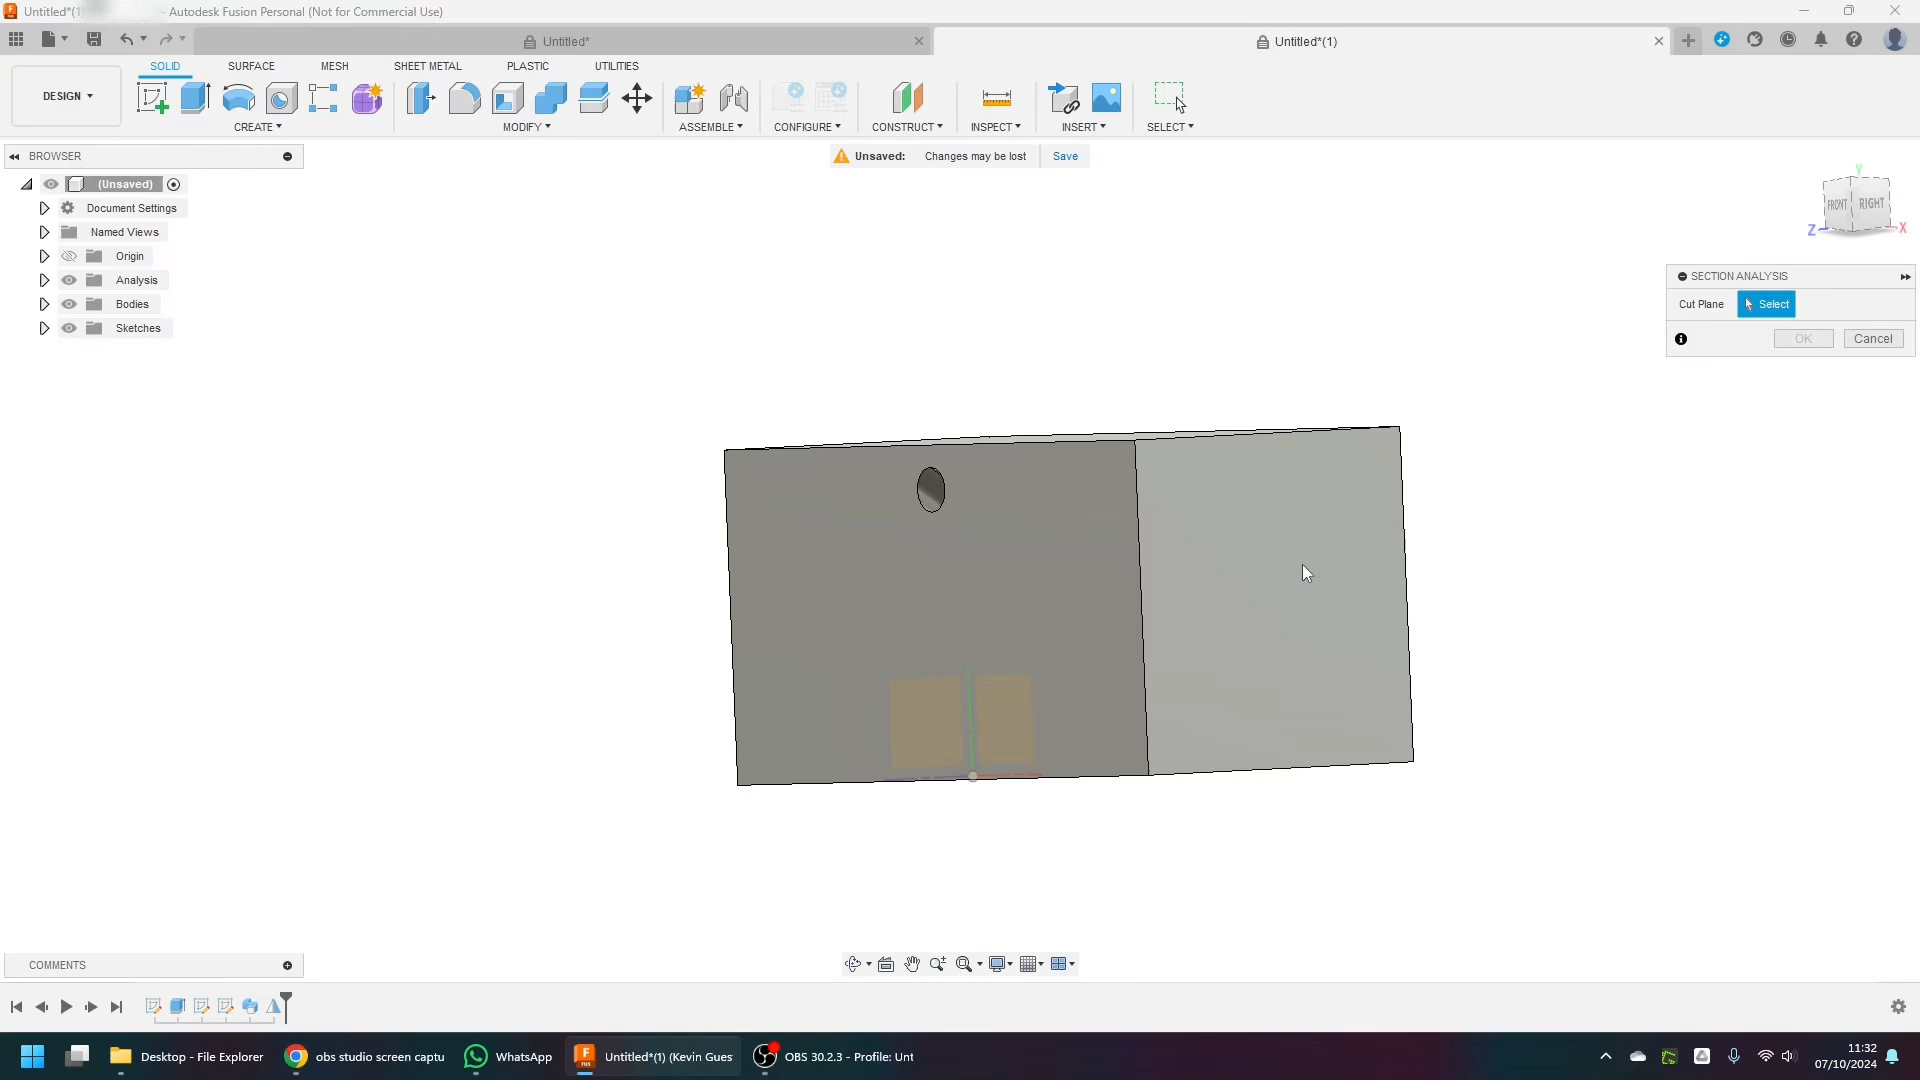 Untitled*(1)
- Autodesk Fusion Personal (Not for Commercial Use)
Untitled*
Untitled*(1)
DESIGN
SOLID
SURFACE
MESH
SHEET METAL
PLASTIC
UTILITIES
CREATE
MODIFY
ASSEMBLE
CONFIGURE
CONSTRUCT
INSPECT
INSERT
SELECT
BROWSER
Unsaved: Changes may be lost Save
(Unsaved)
Document Settings
Named Views
Origin
Analysis
Bodies
Sketches
Y
FRONT
RIGHT
Z
X
SECTION ANALYSIS
Cut Plane Select
OK Cancel
COMMENTS
Desktop - File Explorer
obs studio screen captu
WhatsApp
Untitled*(1) (Kevin Gues
OBS 30.2.3 - Profile: Unt
11:32
07/10/2024